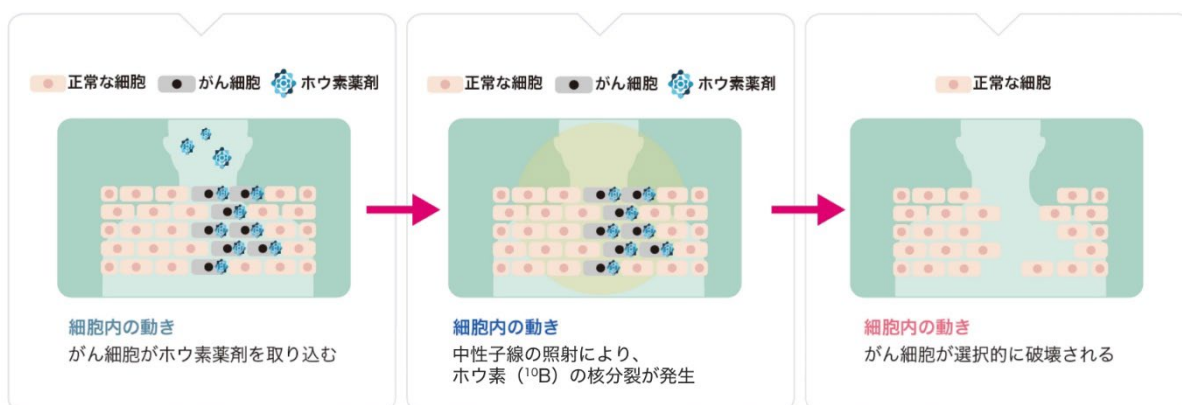 正常な細胞 がん細胞 ホウ素薬剤
細胞内の動き
がん細胞がホウ素薬剤を取り込む
正常な細胞 がん細胞 ホウ素薬剤
細胞内の動き
中性子線の照射により、
ホウ素（¹⁰B）の核分裂が発生
正常な細胞
細胞内の動き
がん細胞が選択的に破壊される